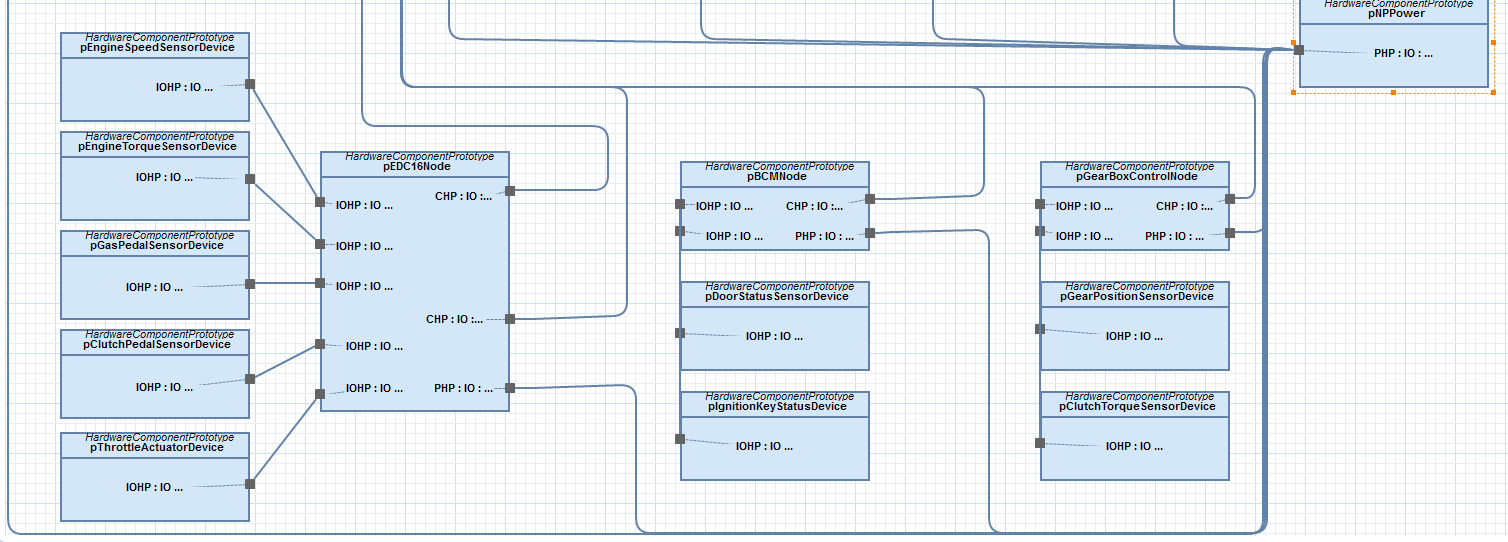 HardwareComponentPrototype
pNPPower
PHP : IO : ...
HardwareComponentPrototype
pEngineSpeedSensorDevice
IOHP : IO ...
HardwareComponentPrototype
pEngineTorqueSensorDevice
IOHP : IO ...
HardwareComponentPrototype
pGasPedalSensorDevice
IOHP : IO ...
HardwareComponentPrototype
pClutchPedalSensorDevice
IOHP : IO ...
HardwareComponentPrototype
pThrottleActuatorDevice
IOHP : IO ...
HardwareComponentPrototype
pEDC16Node
CHP : IO :...
IOHP : IO ...
IOHP : IO ...
IOHP : IO ...
CHP : IO :...
IOHP : IO ...
IOHP : IO ...
PHP : IO : ...
HardwareComponentPrototype
pBCMNode
IOHP : IO ...
CHP : IO :...
IOHP : IO ...
PHP : IO : ...
HardwareComponentPrototype
pDoorStatusSensorDevice
IOHP : IO ...
HardwareComponentPrototype
pIgnitionKeyStatusDevice
IOHP : IO ...
HardwareComponentPrototype
pGearBoxControlNode
IOHP : IO ...
CHP : IO :...
IOHP : IO ...
PHP : IO : ...
HardwareComponentPrototype
pGearPositionSensorDevice
IOHP : IO ...
HardwareComponentPrototype
pClutchTorqueSensorDevice
IOHP : IO ...